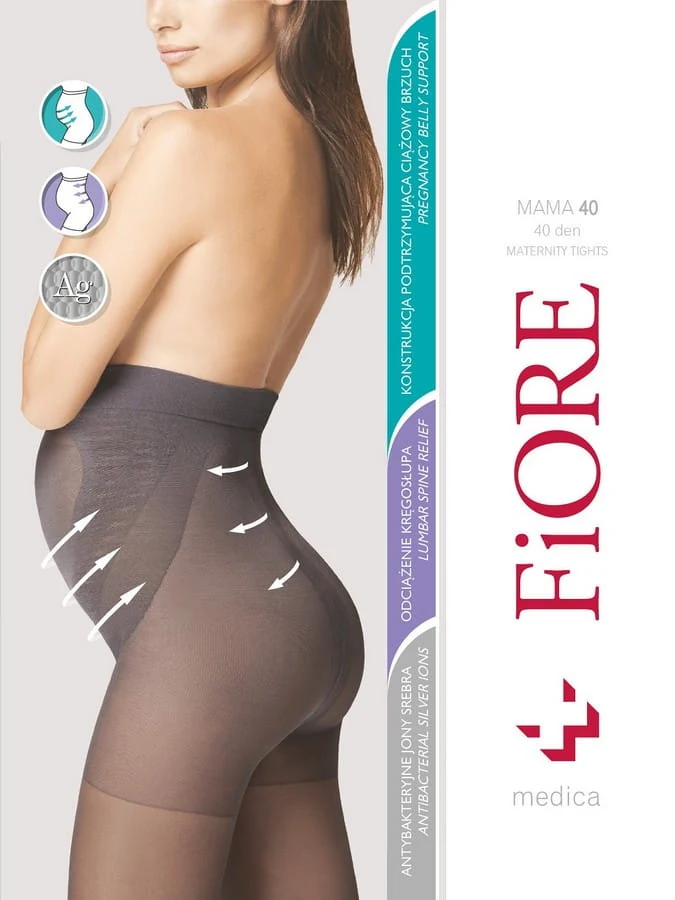 Ag
KONSTRUKCJA PODTRZYMUJĄCA CIĄŻOWY BRZUCH
PREGNANCY BELLY SUPPORT
ODCIĄŻENIE KRĘGOSŁUPA
LUMBAR SPINE RELIEF
ANTYBAKTERYJNE JONY SREBRA
ANTIBACTERIAL SILVER IONS
MAMA 40
40 den
MATERNITY TIGHTS
FiORE
medica